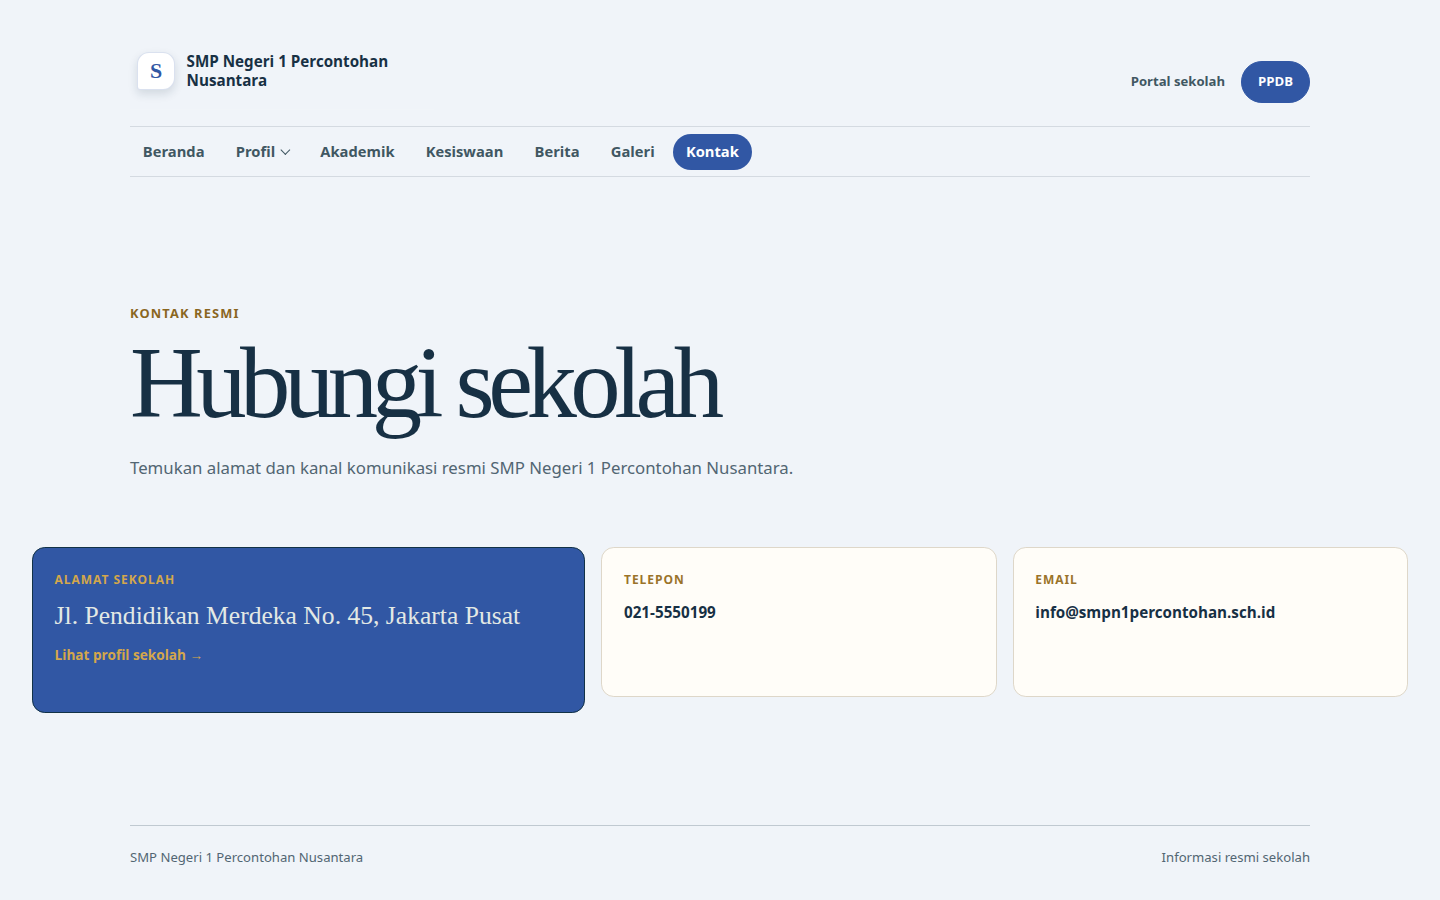 S
SMP Negeri 1 Percontohan
Nusantara
Portal sekolah
PPDB
Beranda
Profil
Akademik
Kesiswaan
Berita
Galeri
Kontak
KONTAK RESMI
Hubungi sekolah
Temukan alamat dan kanal komunikasi resmi SMP Negeri 1 Percontohan Nusantara.
ALAMAT SEKOLAH
Jl. Pendidikan Merdeka No. 45, Jakarta Pusat
Lihat profil sekolah →
TELEPON
021-5550199
EMAIL
info@smpn1percontohan.sch.id
SMP Negeri 1 Percontohan Nusantara
Informasi resmi sekolah